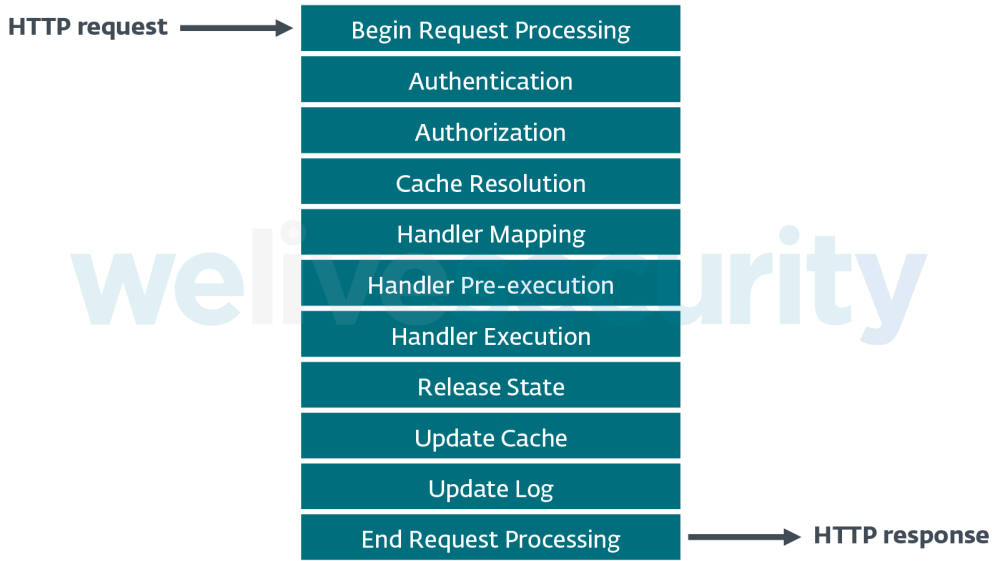 HTTP request
Begin Request Processing
Authentication
Authorization
Cache Resolution
Handler Mapping
Handler Pre-execution
Handler Execution
Release State
Update Cache
Update Log
End Request Processing
HTTP response
welivesecurity